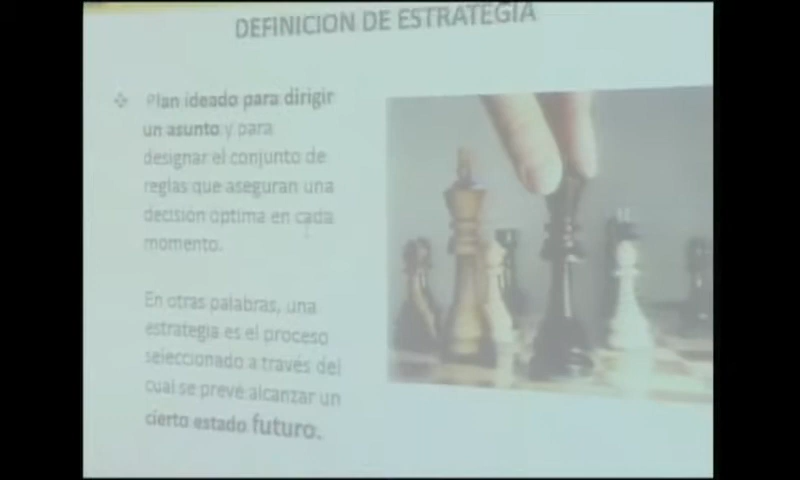 DEFINICION DE ESTRATEGIA
Plan ideado para dirigir
un asunto y para
designar el conjunto de
reglas que aseguran una
decisión optima en cada
momento.
En otras palabras, una
estrategia es el proceso
seleccionado a través del
cual se prevé alcanzar un
cierto estado futuro.